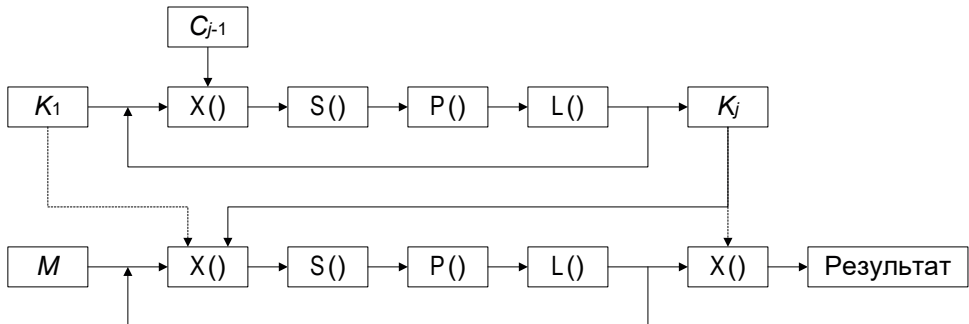 Cj-1
K1 X() S() P() L() Kj
M X() S() P() L() X() Результат